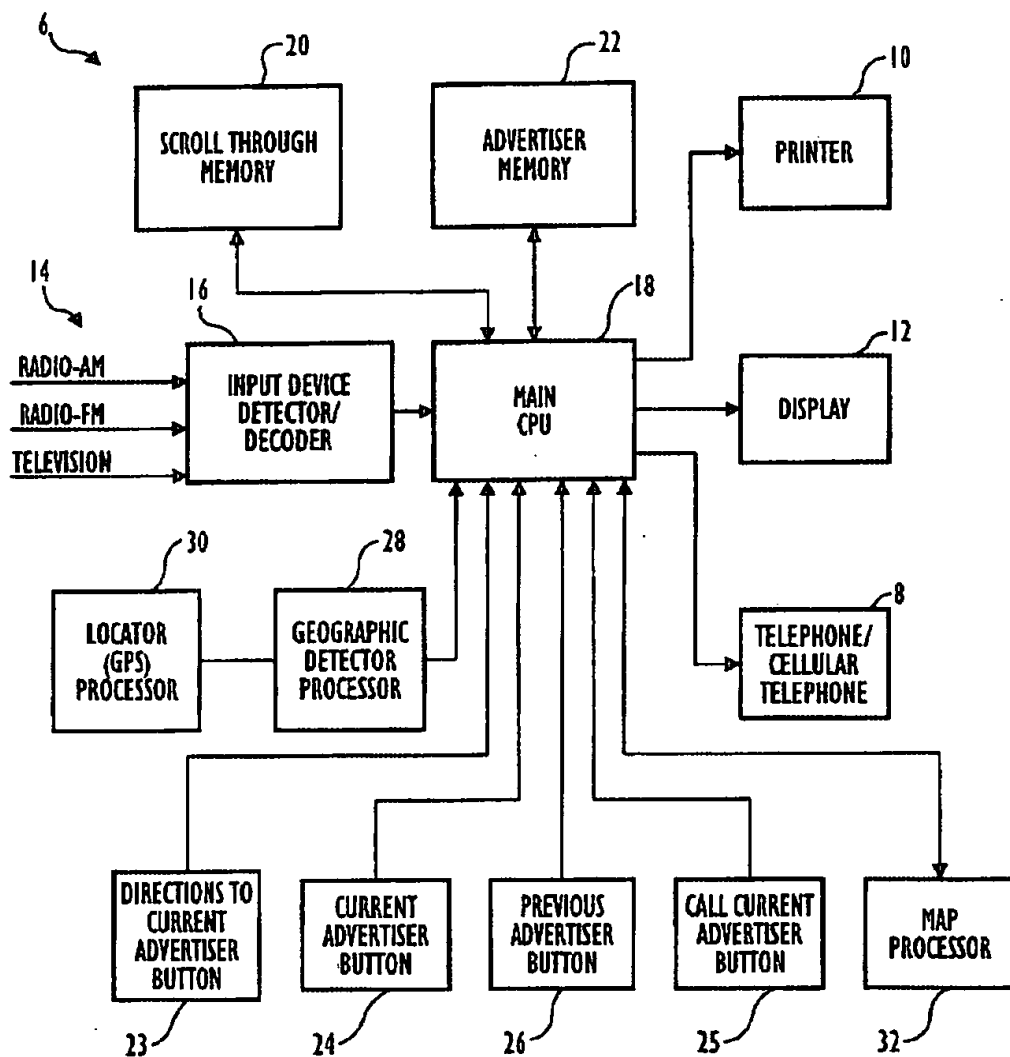 6
20
22
10
SCROLL THROUGH
MEMORY
ADVERTISER
MEMORY
PRINTER
14
16
18
12
RADIO-AM
RADIO-FM
TELEVISION
INPUT DEVICE
DETECTOR/
DECODER
MAIN
CPU
DISPLAY
30
28
8
LOCATOR
(GPS)
PROCESSOR
GEOGRAPHIC
DETECTOR
PROCESSOR
TELEPHONE/
CELLULAR
TELEPHONE
DIRECTIONS TO
CURRENT
ADVERTISER
BUTTON
CURRENT
ADVERTISER
BUTTON
PREVIOUS
ADVERTISER
BUTTON
CALL CURRENT
ADVERTISER
BUTTON
MAP
PROCESSOR
23
24
26
25
32